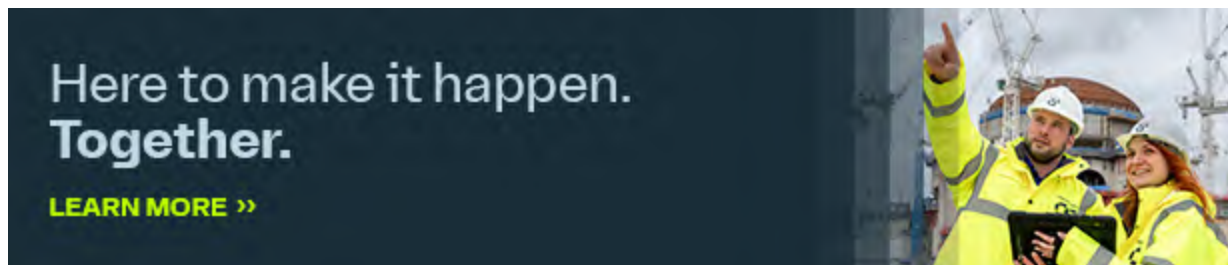 Here to make it happen.
Together.
LEARN MORE ››